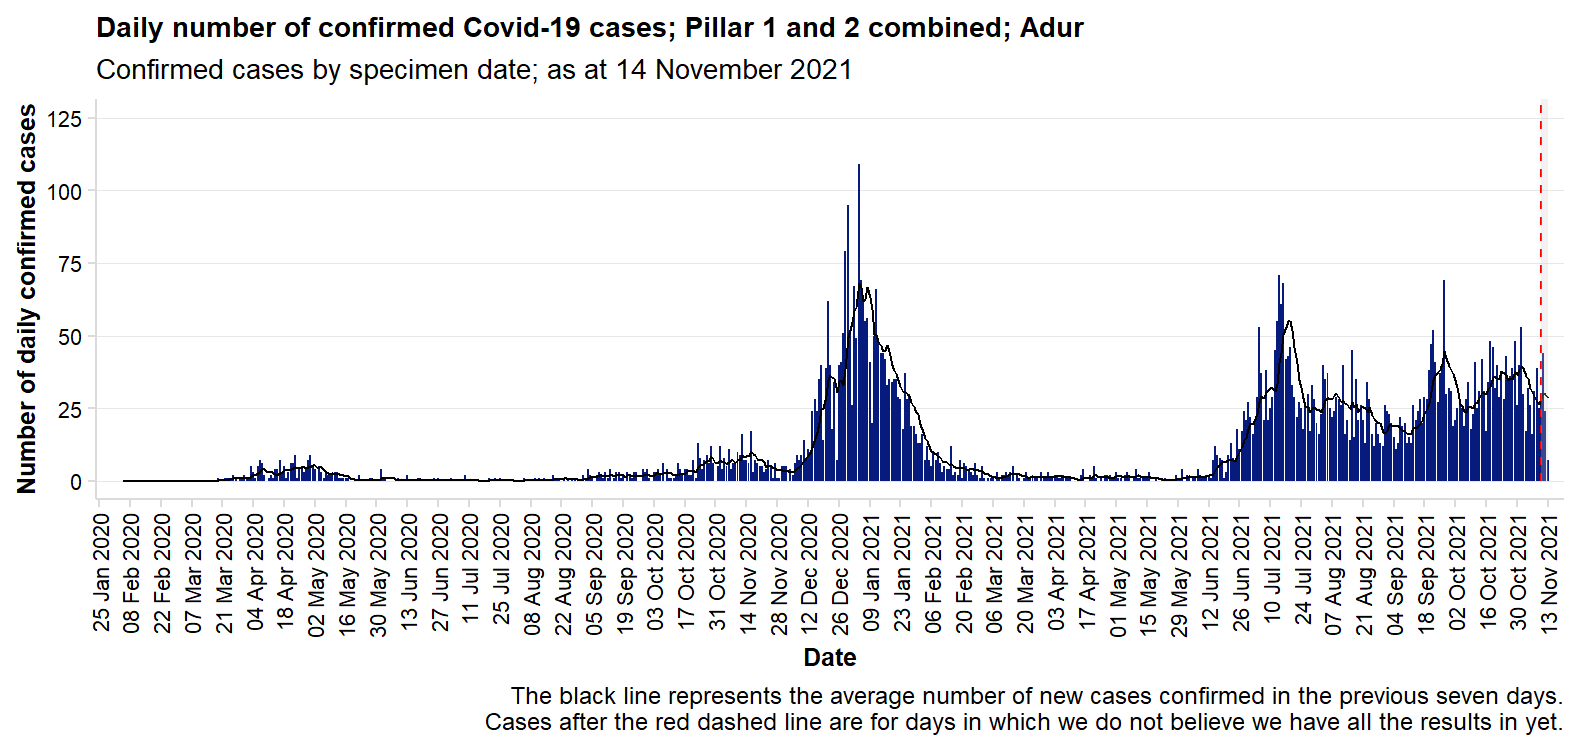 Daily number of confirmed Covid-19 cases; Pillar 1 and 2 combined; Adur
Confirmed cases by specimen date; as at 14 November 2021
Number of daily confirmed cases
125
100
75
50
25
0
25 Jan 2020
08 Feb 2020
22 Feb 2020
07 Mar 2020
21 Mar 2020
04 Apr 2020
18 Apr 2020
02 May 2020
16 May 2020
30 May 2020
13 Jun 2020
27 Jun 2020
11 Jul 2020
25 Jul 2020
08 Aug 2020
22 Aug 2020
05 Sep 2020
19 Sep 2020
03 Oct 2020
17 Oct 2020
31 Oct 2020
14 Nov 2020
28 Nov 2020
12 Dec 2020
26 Dec 2020
09 Jan 2021
23 Jan 2021
06 Feb 2021
20 Feb 2021
06 Mar 2021
20 Mar 2021
03 Apr 2021
17 Apr 2021
01 May 2021
15 May 2021
29 May 2021
12 Jun 2021
26 Jun 2021
10 Jul 2021
24 Jul 2021
07 Aug 2021
21 Aug 2021
04 Sep 2021
18 Sep 2021
02 Oct 2021
16 Oct 2021
30 Oct 2021
13 Nov 2021
Date
The black line represents the average number of new cases confirmed in the previous seven days.
Cases after the red dashed line are for days in which we do not believe we have all the results in yet.